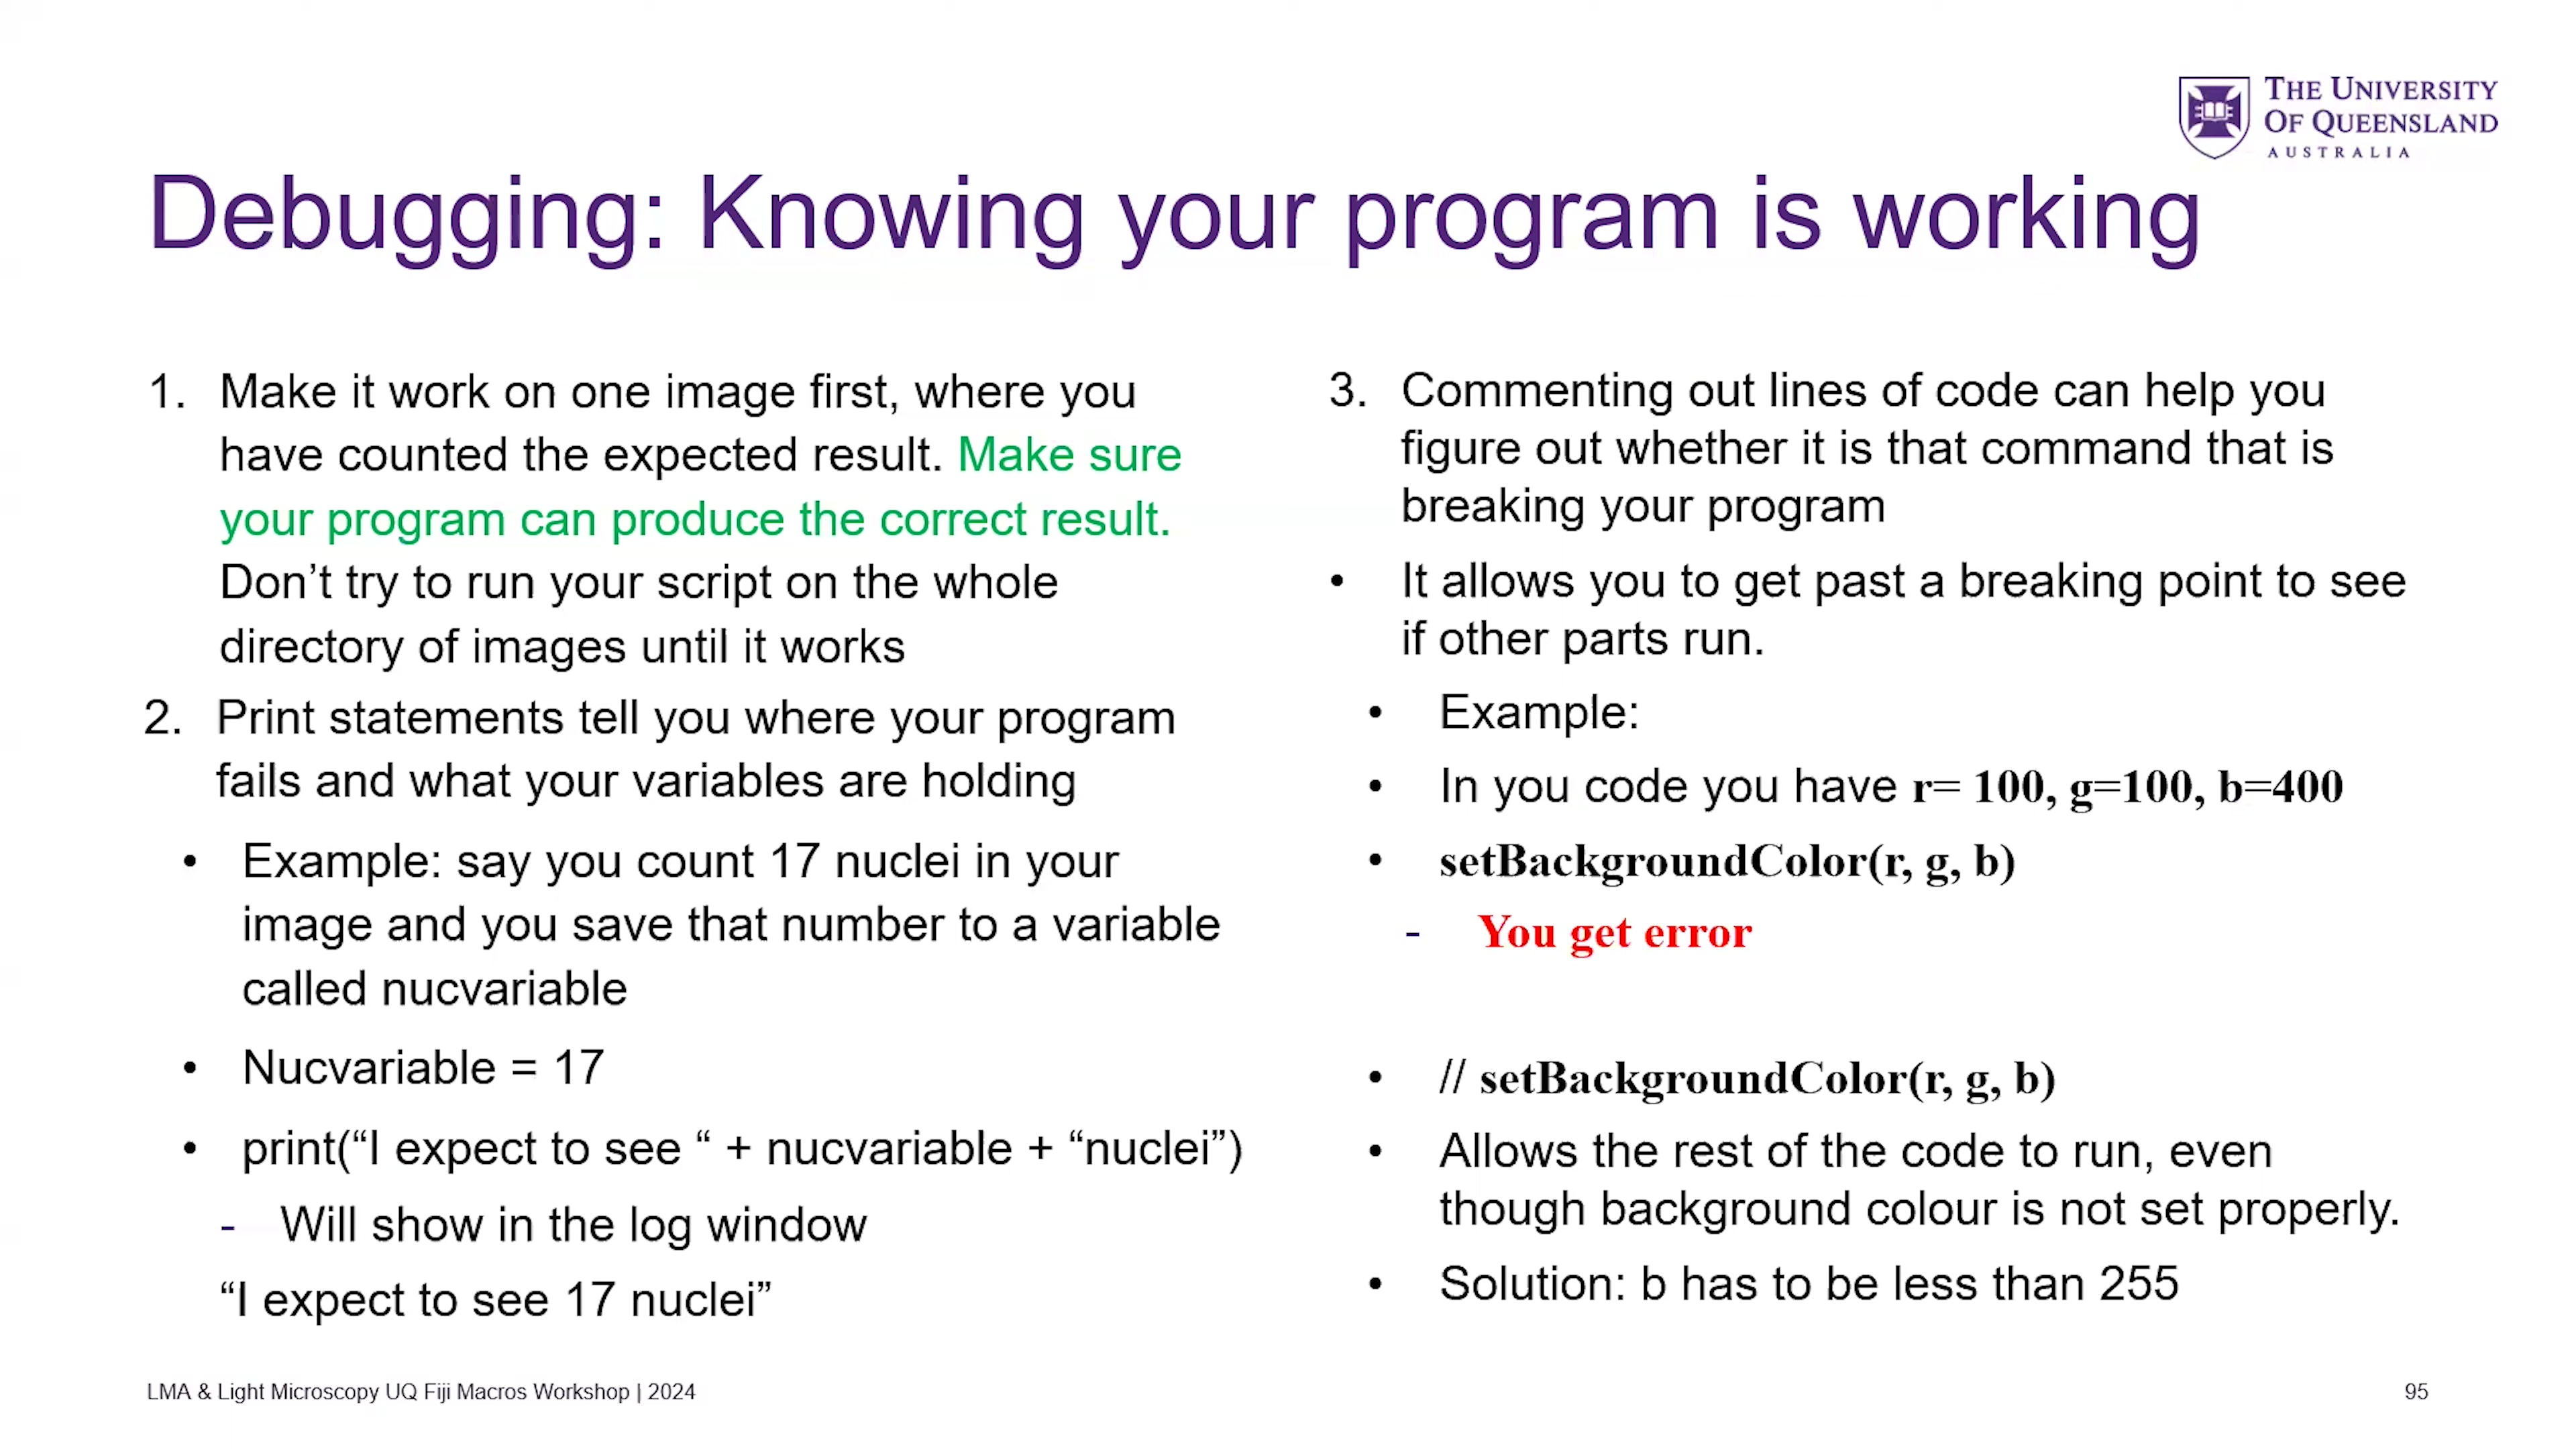 THE UNIVERSITY
OF QUEENSLAND
AUSTRALIA
Debugging: Knowing your program is working
1. Make it work on one image first, where you
have counted the expected result. Make sure
your program can produce the correct result.
Don’t try to run your script on the whole
directory of images until it works
2. Print statements tell you where your program
fails and what your variables are holding
• Example: say you count 17 nuclei in your
image and you save that number to a variable
called nucvariable
• Nucvariable = 17
• print(“I expect to see “ + nucvariable + “nuclei”)
- Will show in the log window
“I expect to see 17 nuclei”
3. Commenting out lines of code can help you
figure out whether it is that command that is
breaking your program
• It allows you to get past a breaking point to see
if other parts run.
• Example:
• In you code you have r= 100, g=100, b=400
• setBackgroundColor(r, g, b)
- You get error
• // setBackgroundColor(r, g, b)
• Allows the rest of the code to run, even
though background colour is not set properly.
• Solution: b has to be less than 255
LMA & Light Microscopy UQ Fiji Macros Workshop | 2024
95